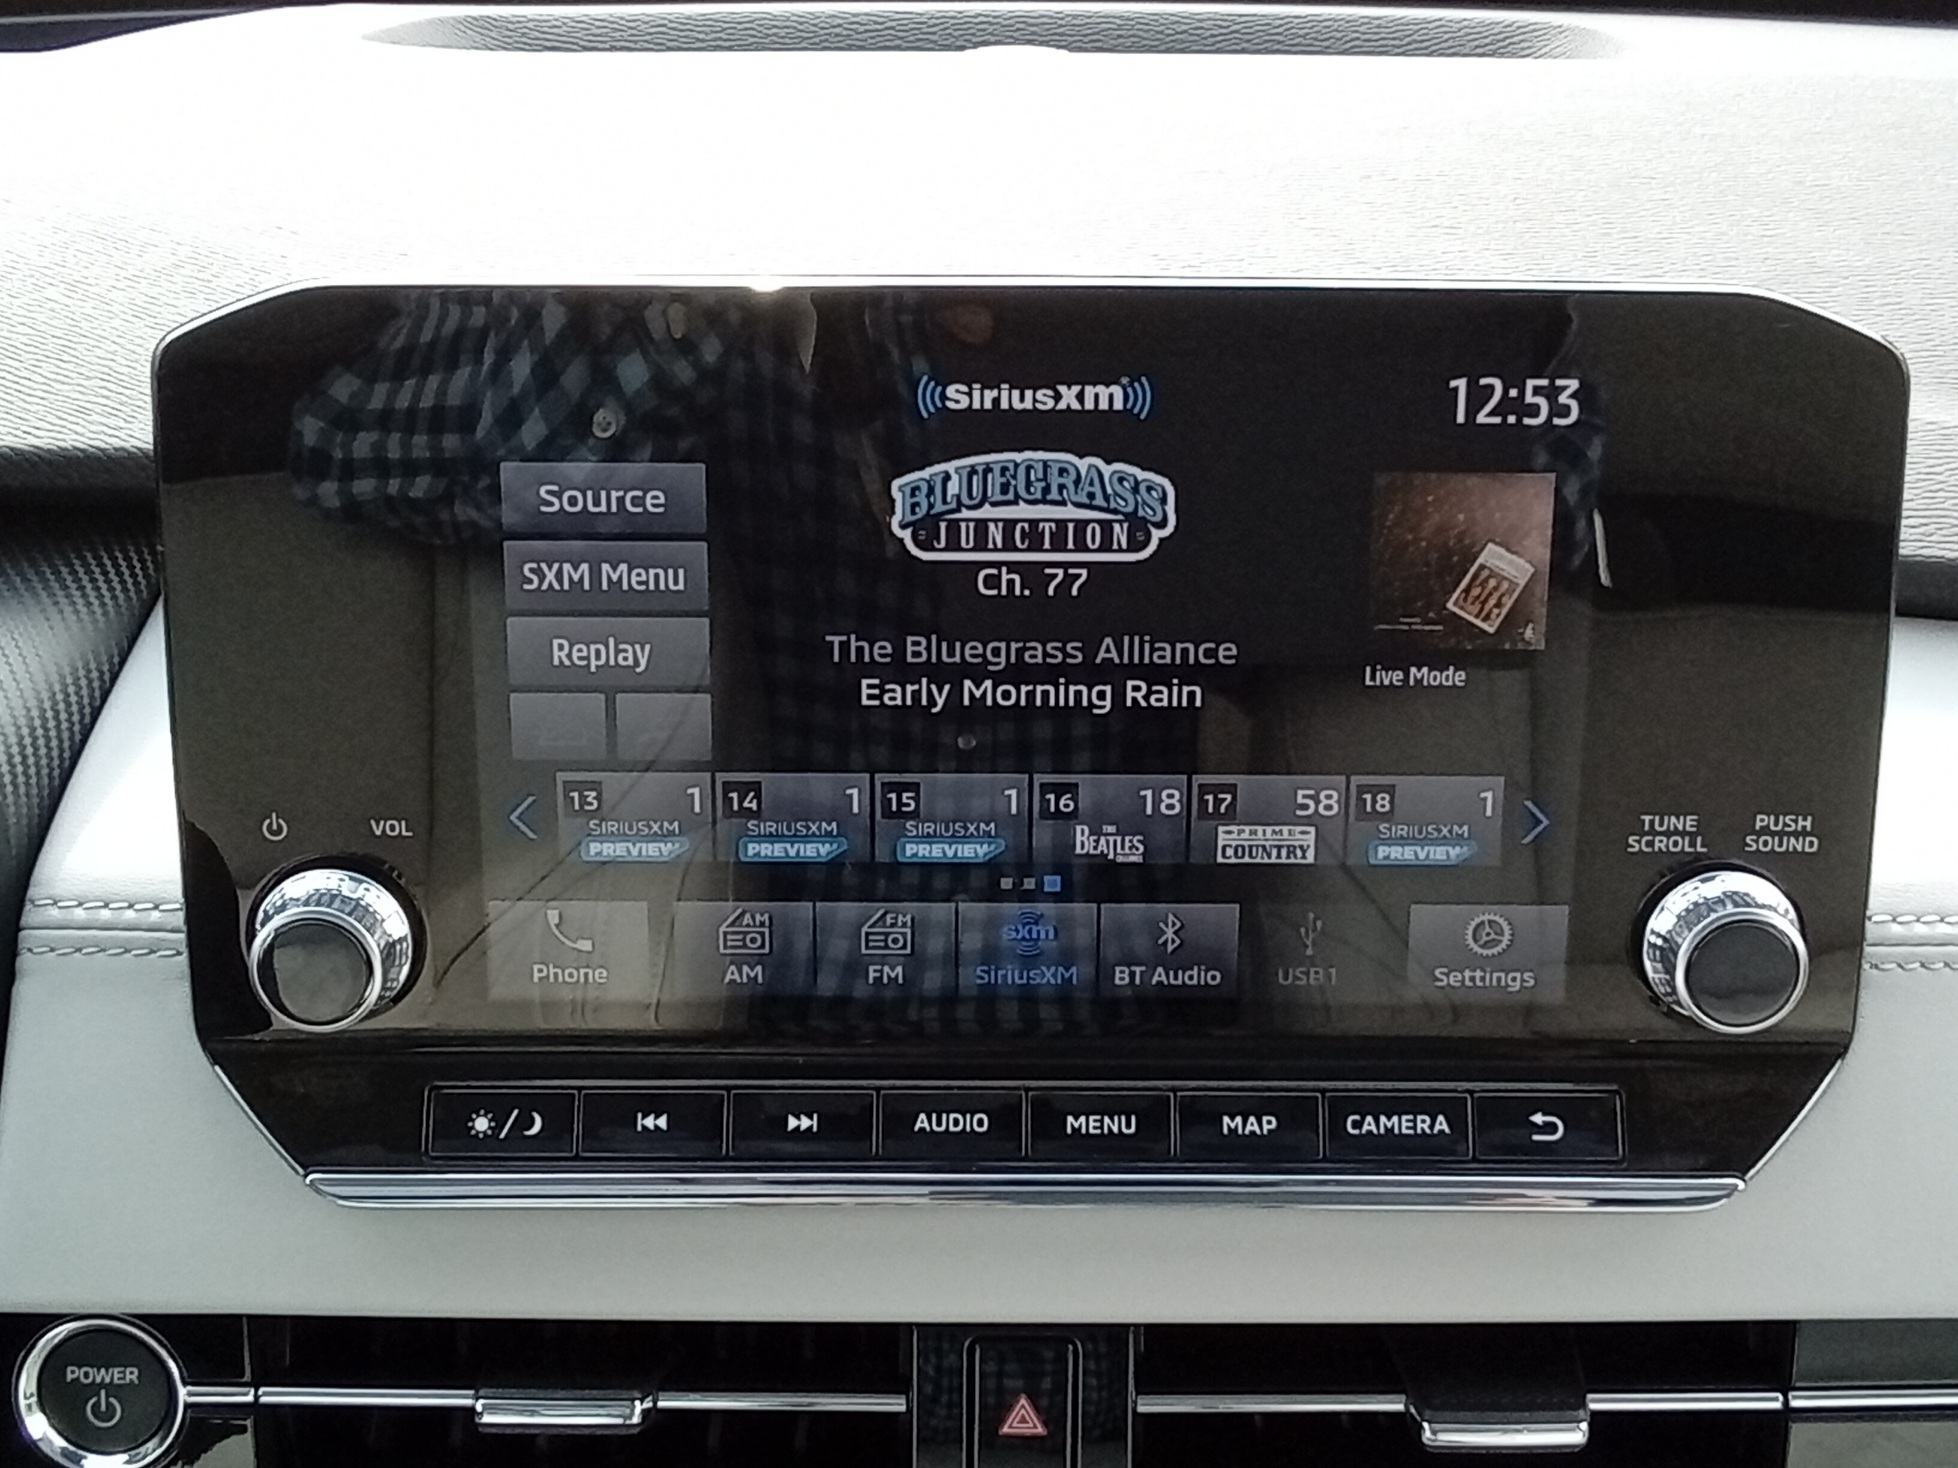 SiriusXM
12:53
BLUEGRASS
JUNCTION
Ch. 77
Source
SXM Menu
Replay
The Bluegrass Alliance
Early Morning Rain
Live Mode
13 1
SIRIUSXM
PREVIEW
14 1
SIRIUSXM
PREVIEW
15 1
SIRIUSXM
PREVIEW
16 18
THE
BEATLES
CHANNEL
17 58
PRIME
COUNTRY
18 1
SIRIUSXM
PREVIEW
VOL
TUNE
SCROLL
PUSH
SOUND
Phone
AM
AM
FM
FM
sxm
SiriusXM
BT Audio
USB1
Settings
AUDIO
MENU
MAP
CAMERA
POWER